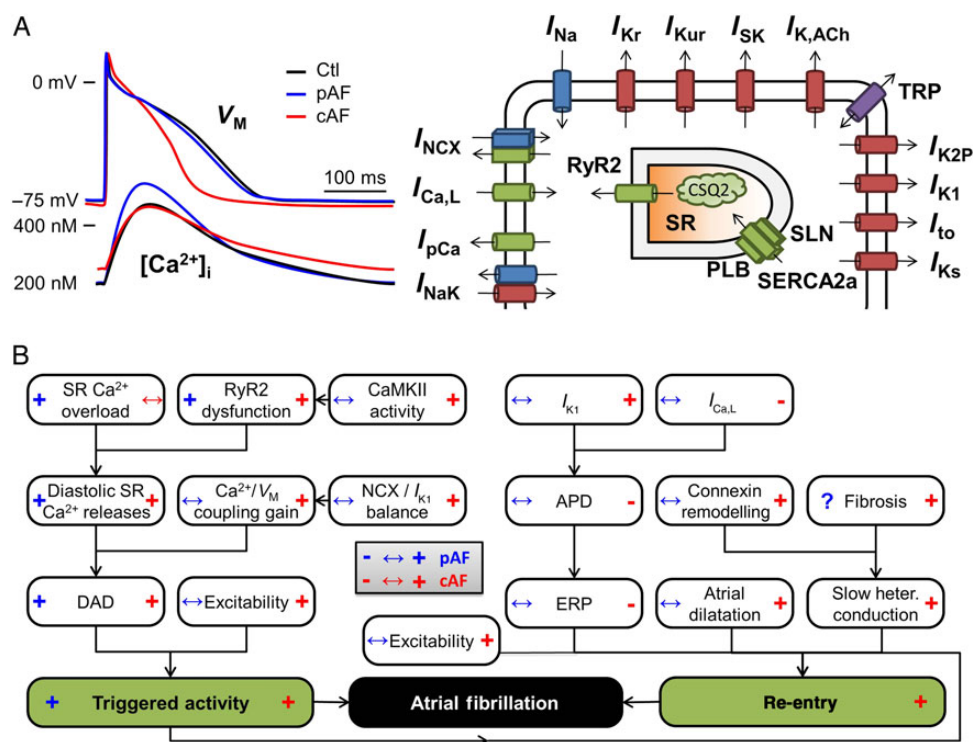 A
0 mV
V_M
Ctl
pAF
cAF
100 ms
–75 mV
400 nM
[Ca²⁺]ᵢ
200 nM
I_Na
I_Kr
I_Kur
I_SK
I_K,ACh
TRP
I_NCX
I_Ca,L
I_pCa
I_NaK
RyR2
CSQ2
SR
SLN
PLB
SERCA2a
I_K2P
I_K1
I_to
I_Ks
B
+ SR Ca²⁺ ↔
overload
+ RyR2 +
dysfunction
↔ CaMKII +
activity
↔ I_K1 +
↔ I_Ca,L -
+ Diastolic SR +
Ca²⁺ releases
↔ Ca²⁺/V_M +
coupling gain
↔ NCX / I_K1 +
balance
↔ APD -
↔ Connexin +
remodelling
? Fibrosis +
- ↔ + pAF
- ↔ + cAF
+ DAD +
↔ Excitability +
↔ Excitability +
↔ ERP -
↔ Atrial +
dilatation
Slow heter. +
conduction
+ Triggered activity +
Atrial fibrillation
Re-entry +